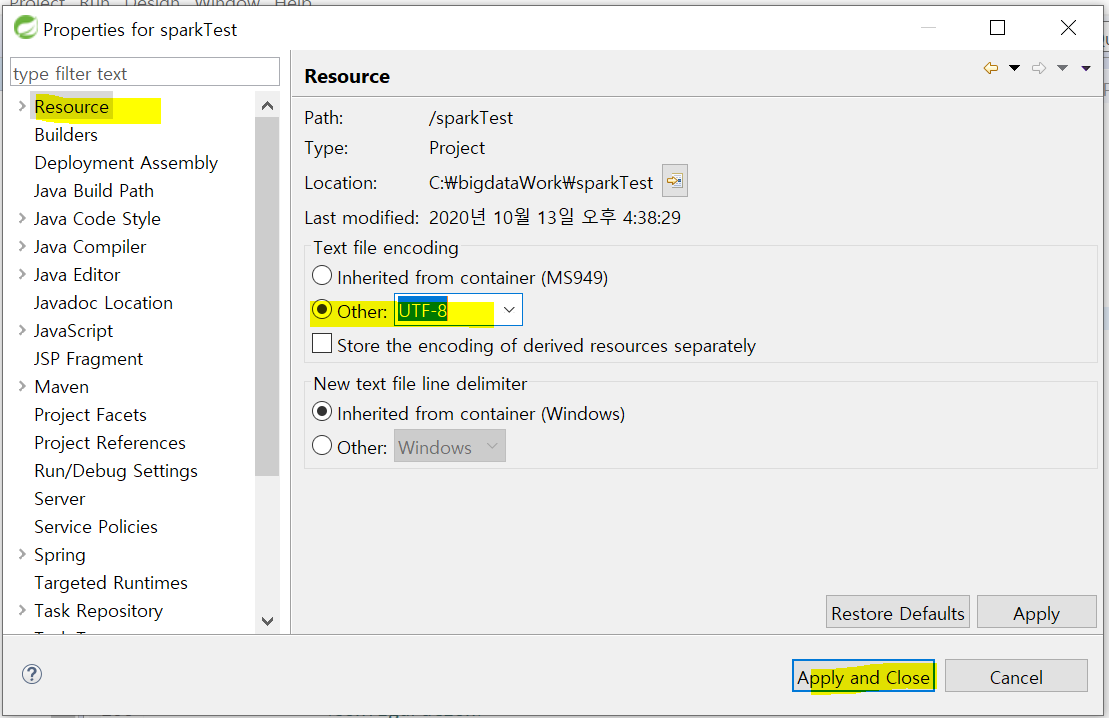 Project Run Design Window Help
Properties for sparkTest
type filter text
Resource
Builders
Deployment Assembly
Java Build Path
Java Code Style
Java Compiler
Java Editor
Javadoc Location
JavaScript
JSP Fragment
Maven
Project Facets
Project References
Run/Debug Settings
Server
Service Policies
Spring
Targeted Runtimes
Task Repository
Resource
Path: /sparkTest
Type: Project
Location: C:₩bigdataWork₩sparkTest
Last modified: 2020년 10월 13일 오후 4:38:29
Text file encoding
Inherited from container (MS949)
Other: UTF-8
Store the encoding of derived resources separately
New text file line delimiter
Inherited from container (Windows)
Other: Windows
Restore Defaults Apply
Apply and Close Cancel